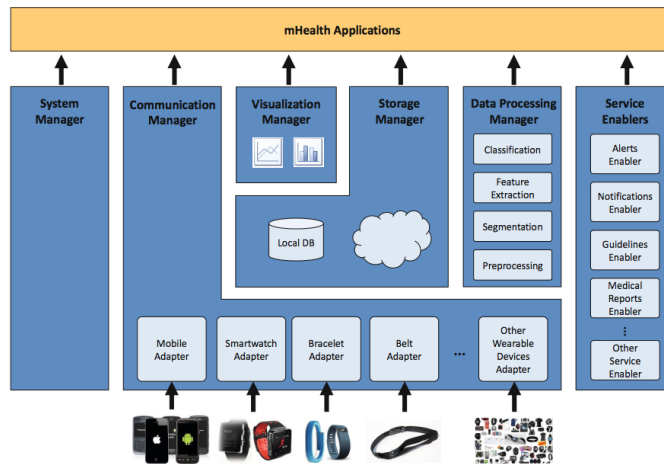 mHealth Applications
System
Manager
Communication
Manager
Visualization
Manager
Storage
Manager
Data Processing
Manager
Service
Enablers
Classification
Feature
Extraction
Segmentation
Preprocessing
Alerts
Enabler
Notifications
Enabler
Guidelines
Enabler
Medical
Reports
Enabler
⋮
Other
Service
Enabler
Local DB
Mobile
Adapter
Smartwatch
Adapter
Bracelet
Adapter
Belt
Adapter
...
Other
Wearable
Devices
Adapter